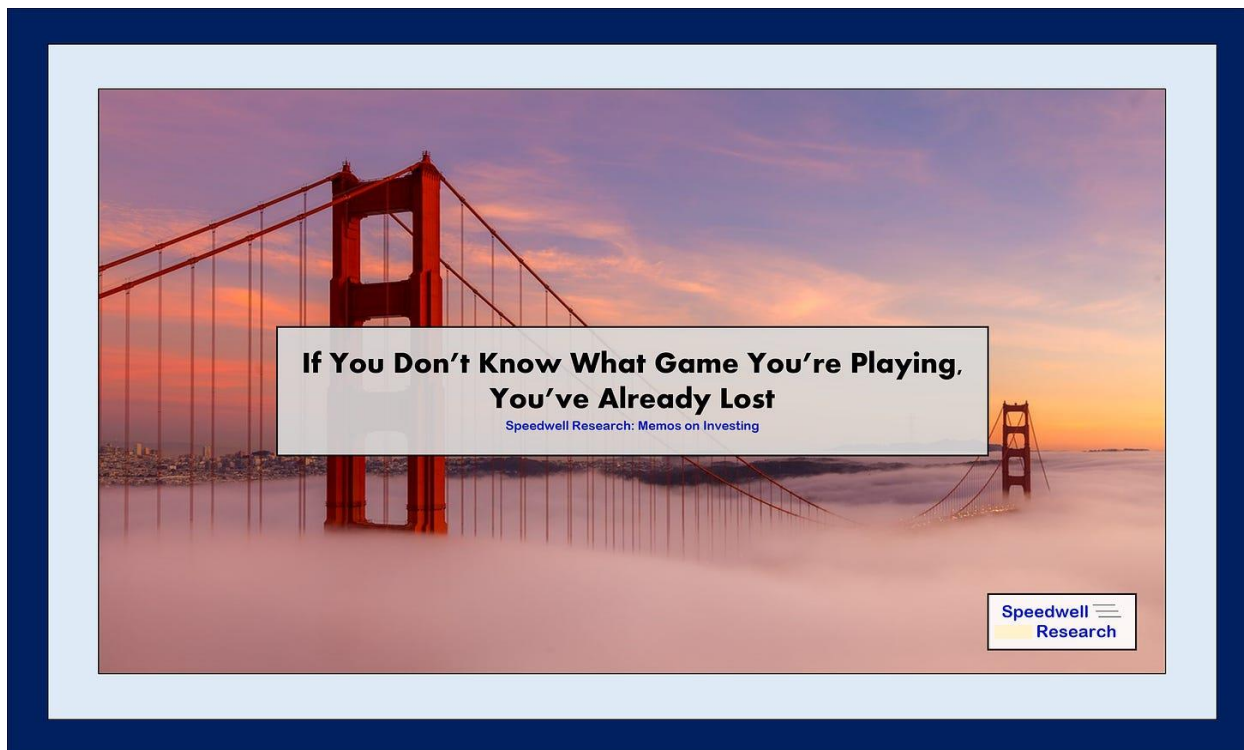 If You Don’t Know What Game You’re Playing,
You’ve Already Lost
Speedwell Research: Memos on Investing
Speedwell
Research